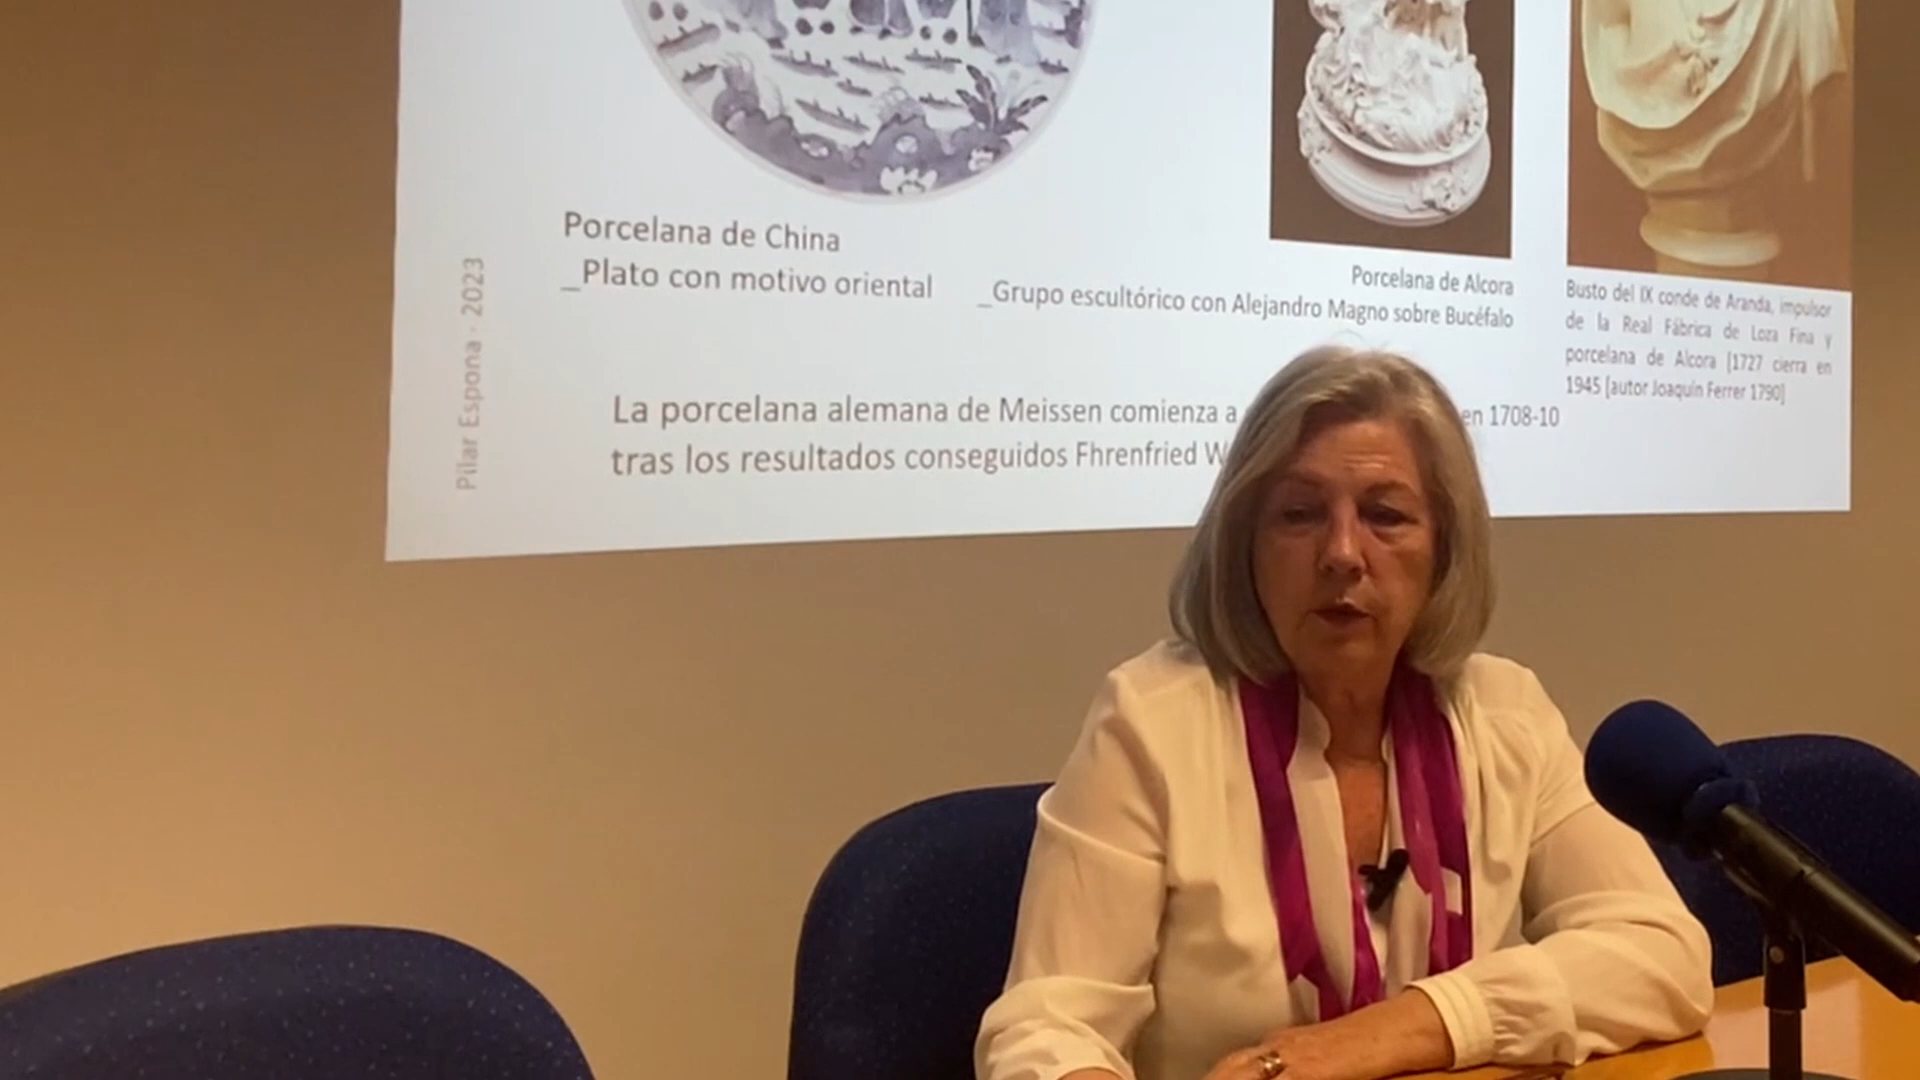 Porcelana de China
_Plato con motivo oriental
Porcelana de Alcora
_Grupo escultórico con Alejandro Magno sobre Bucéfalo
Busto del IX conde de Aranda, impulsor
de la Real Fábrica de Loza Fina y
porcelana de Alcora [1727 cierra en
1945 [autor Joaquín Ferrer 1790]
La porcelana alemana de Meissen comienza a en 1708-10
tras los resultados conseguidos Fhrenfried W
Pilar Espona - 2023